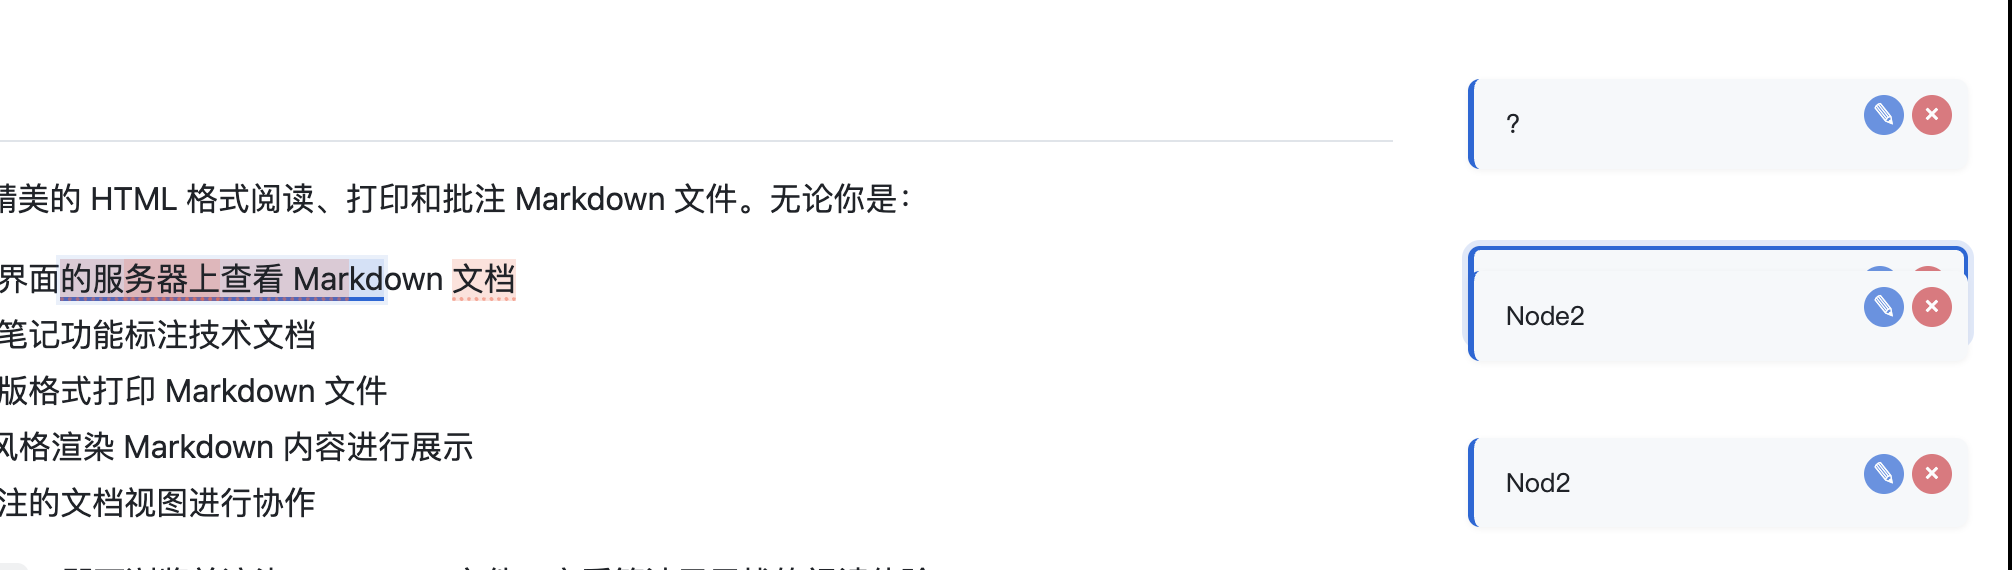 ?
精美的 HTML 格式阅读、打印和批注 Markdown 文件。无论你是：
界面的服务器上查看 Markdown 文档
Node2
笔记功能标注技术文档
版格式打印 Markdown 文件
风格渲染 Markdown 内容进行展示
Nod2
注的文档视图进行协作